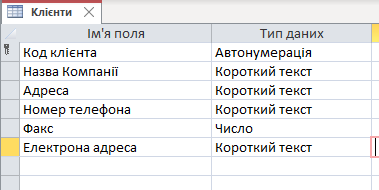 Клієнти
Ім'я поля Тип даних
Код клієнта Автонумерація
Назва Компанії Короткий текст
Адреса Короткий текст
Номер телефона Короткий текст
Факс Число
Електрона адреса Короткий текст